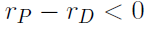 $r_P - r_D < 0$